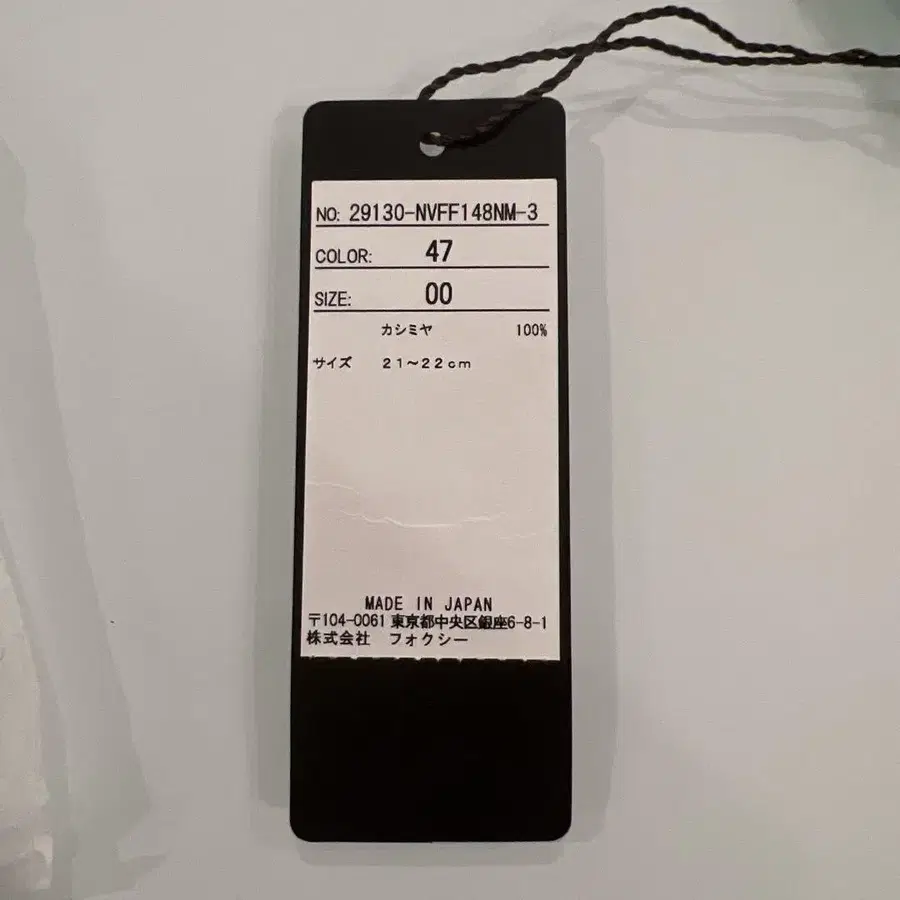 NO: 29130-NVFF148NM-3
COLOR: 47
SIZE: 00
カシミヤ 100%
サイズ 21～22cm
MADE IN JAPAN
〒104-0061 東京都中央区銀座6-8-1
株式会社 フォクシー